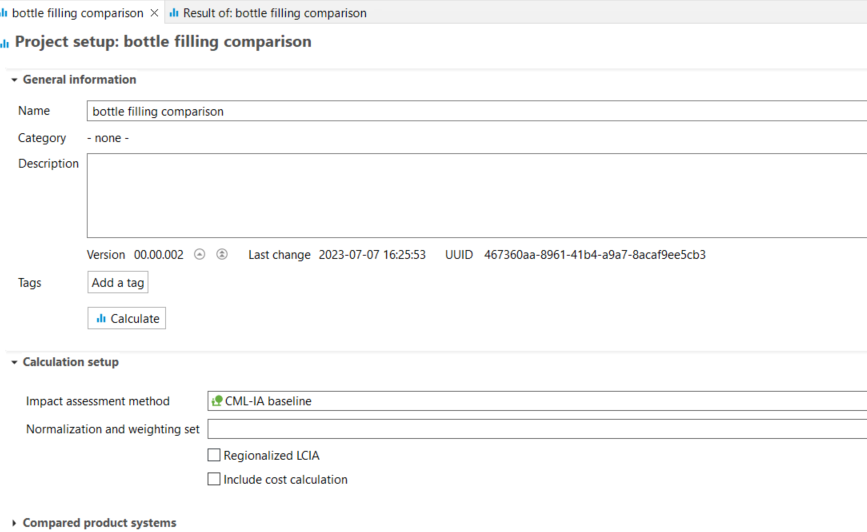 bottle filling comparison Result of: bottle filling comparison
Project setup: bottle filling comparison
General information
Name bottle filling comparison
Category - none -
Description
Version 00.00.002 Last change 2023-07-07 16:25:53 UUID 467360aa-8961-41b4-a9a7-8acaf9ee5cb3
Tags Add a tag
Calculate
Calculation setup
Impact assessment method CML-IA baseline
Normalization and weighting set
Regionalized LCIA
Include cost calculation
Compared product systems